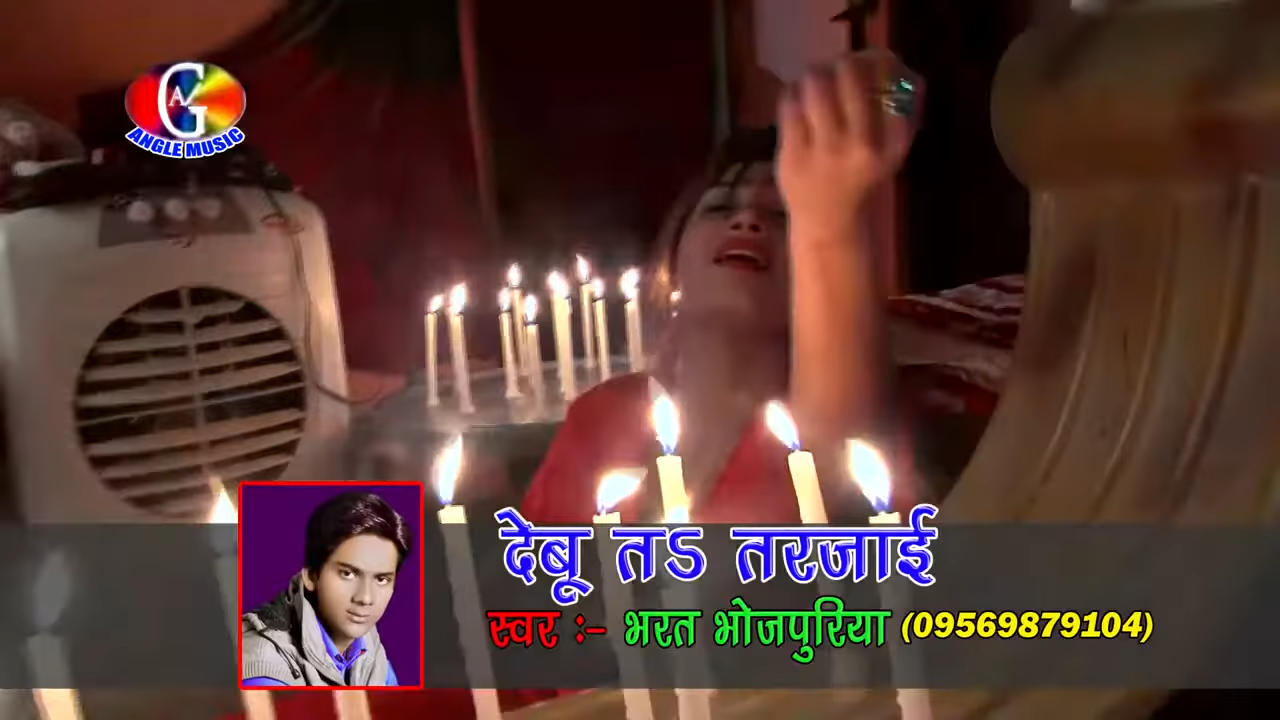 G
A
ANGLE MUSIC
देबू तऽ तरजाई
स्वर :- भरत भोजपुरिया (09569879104)